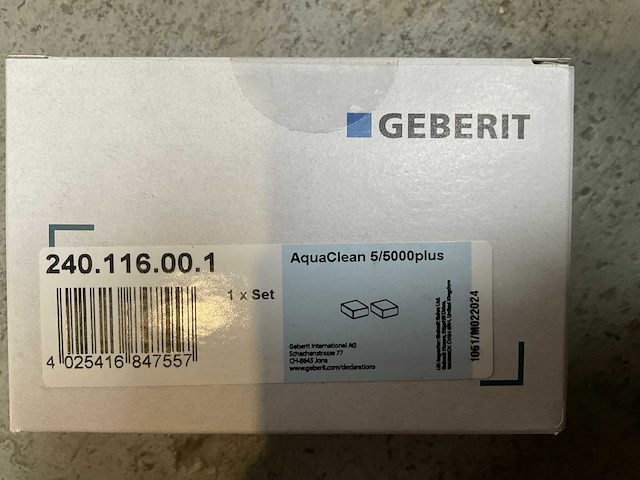 GEBERIT
240.116.00.1
1 x Set
4 025416 847557
AquaClean 5/5000plus
Geberit International AG
Schachenstrasse 77
CH-8645 Jona
www.geberit.com/declarations
1061/M022024